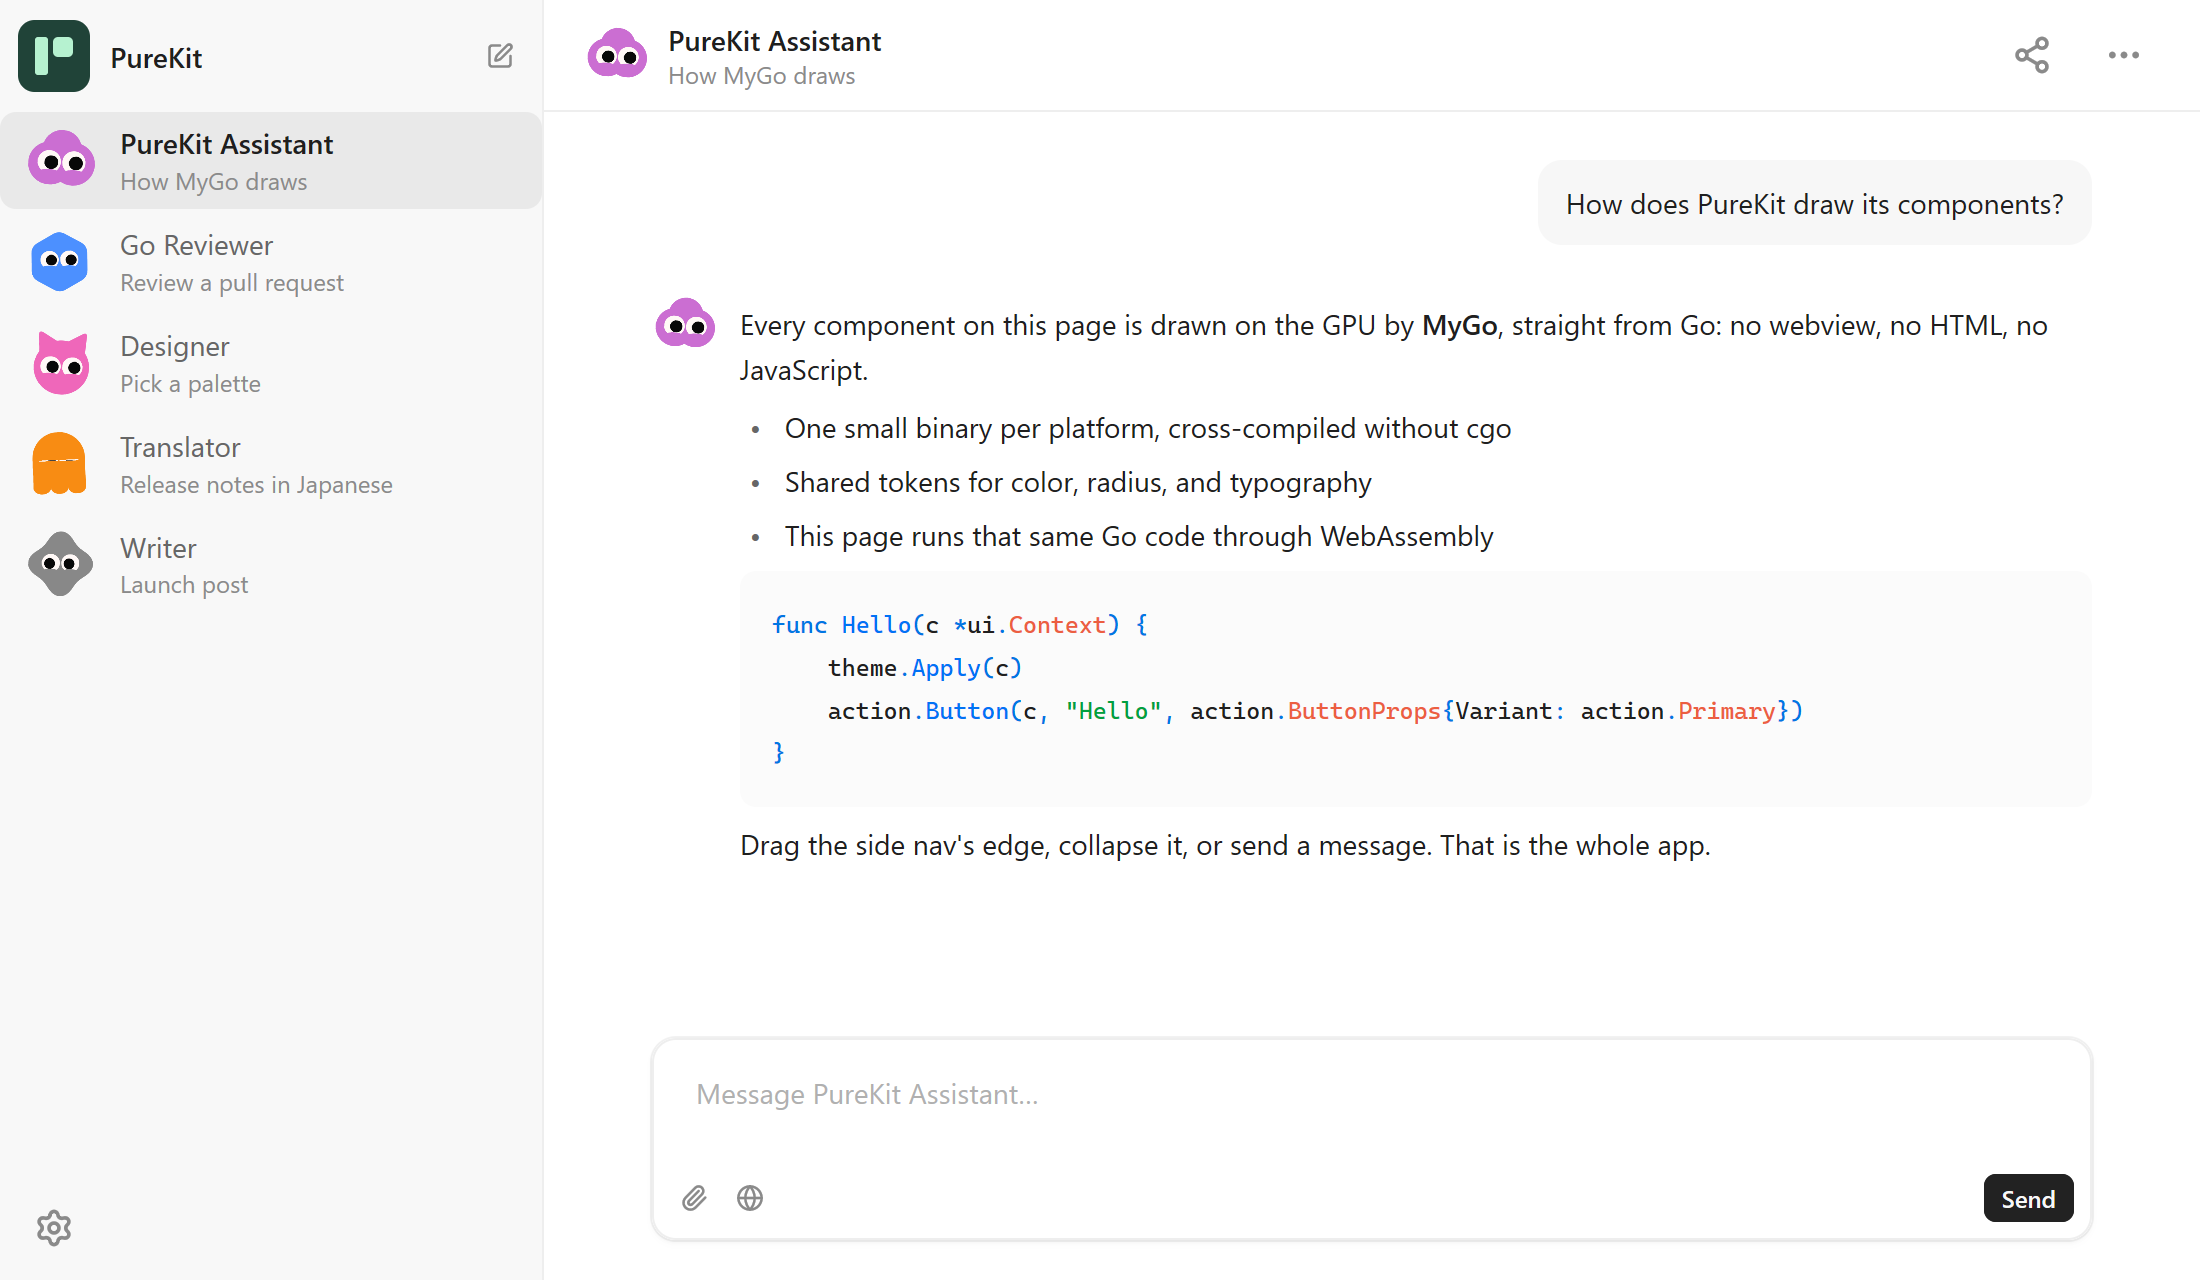 PureKit
PureKit Assistant
How MyGo draws
Go Reviewer
Review a pull request
Designer
Pick a palette
Translator
Release notes in Japanese
Writer
Launch post
PureKit Assistant
How MyGo draws
How does PureKit draw its components?
Every component on this page is drawn on the GPU by MyGo, straight from Go: no webview, no HTML, no
JavaScript.
• One small binary per platform, cross-compiled without cgo
• Shared tokens for color, radius, and typography
• This page runs that same Go code through WebAssembly
func Hello(c *ui.Context) {
    theme.Apply(c)
    action.Button(c, "Hello", action.ButtonProps{Variant: action.Primary})
}
Drag the side nav's edge, collapse it, or send a message. That is the whole app.
Message PureKit Assistant...
Send